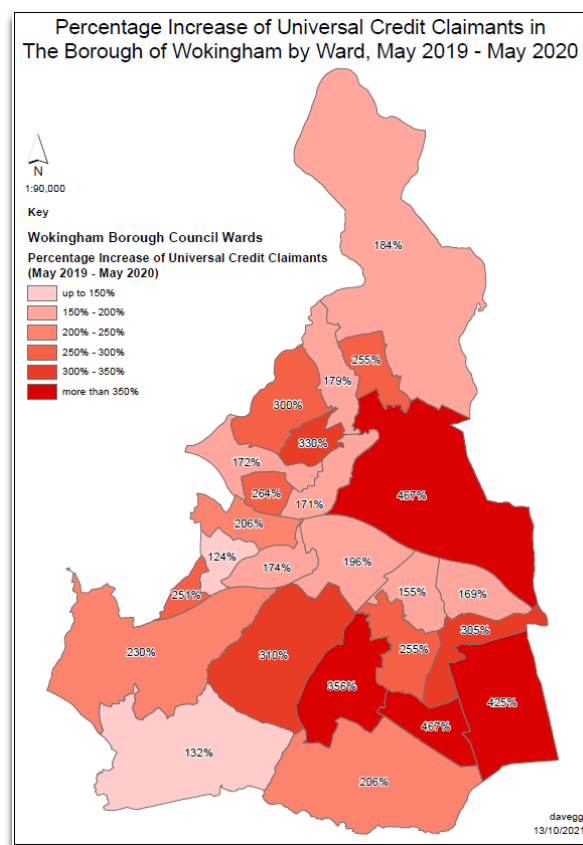 Percentage Increase of Universal Credit Claimants in
The Borough of Wokingham by Ward, May 2019 - May 2020
N
1:90,000
Key
Wokingham Borough Council Wards
Percentage Increase of Universal Credit Claimants
(May 2019 - May 2020)
up to 150%
150% - 200%
200% - 250%
250% - 300%
300% - 350%
more than 350%
184%
255%
179%
300%
330%
172%
264%
171%
467%
206%
124%
174%
196%
155%
169%
251%
230%
310%
255%
305%
356%
425%
467%
132%
206%
davegg
13/10/2021